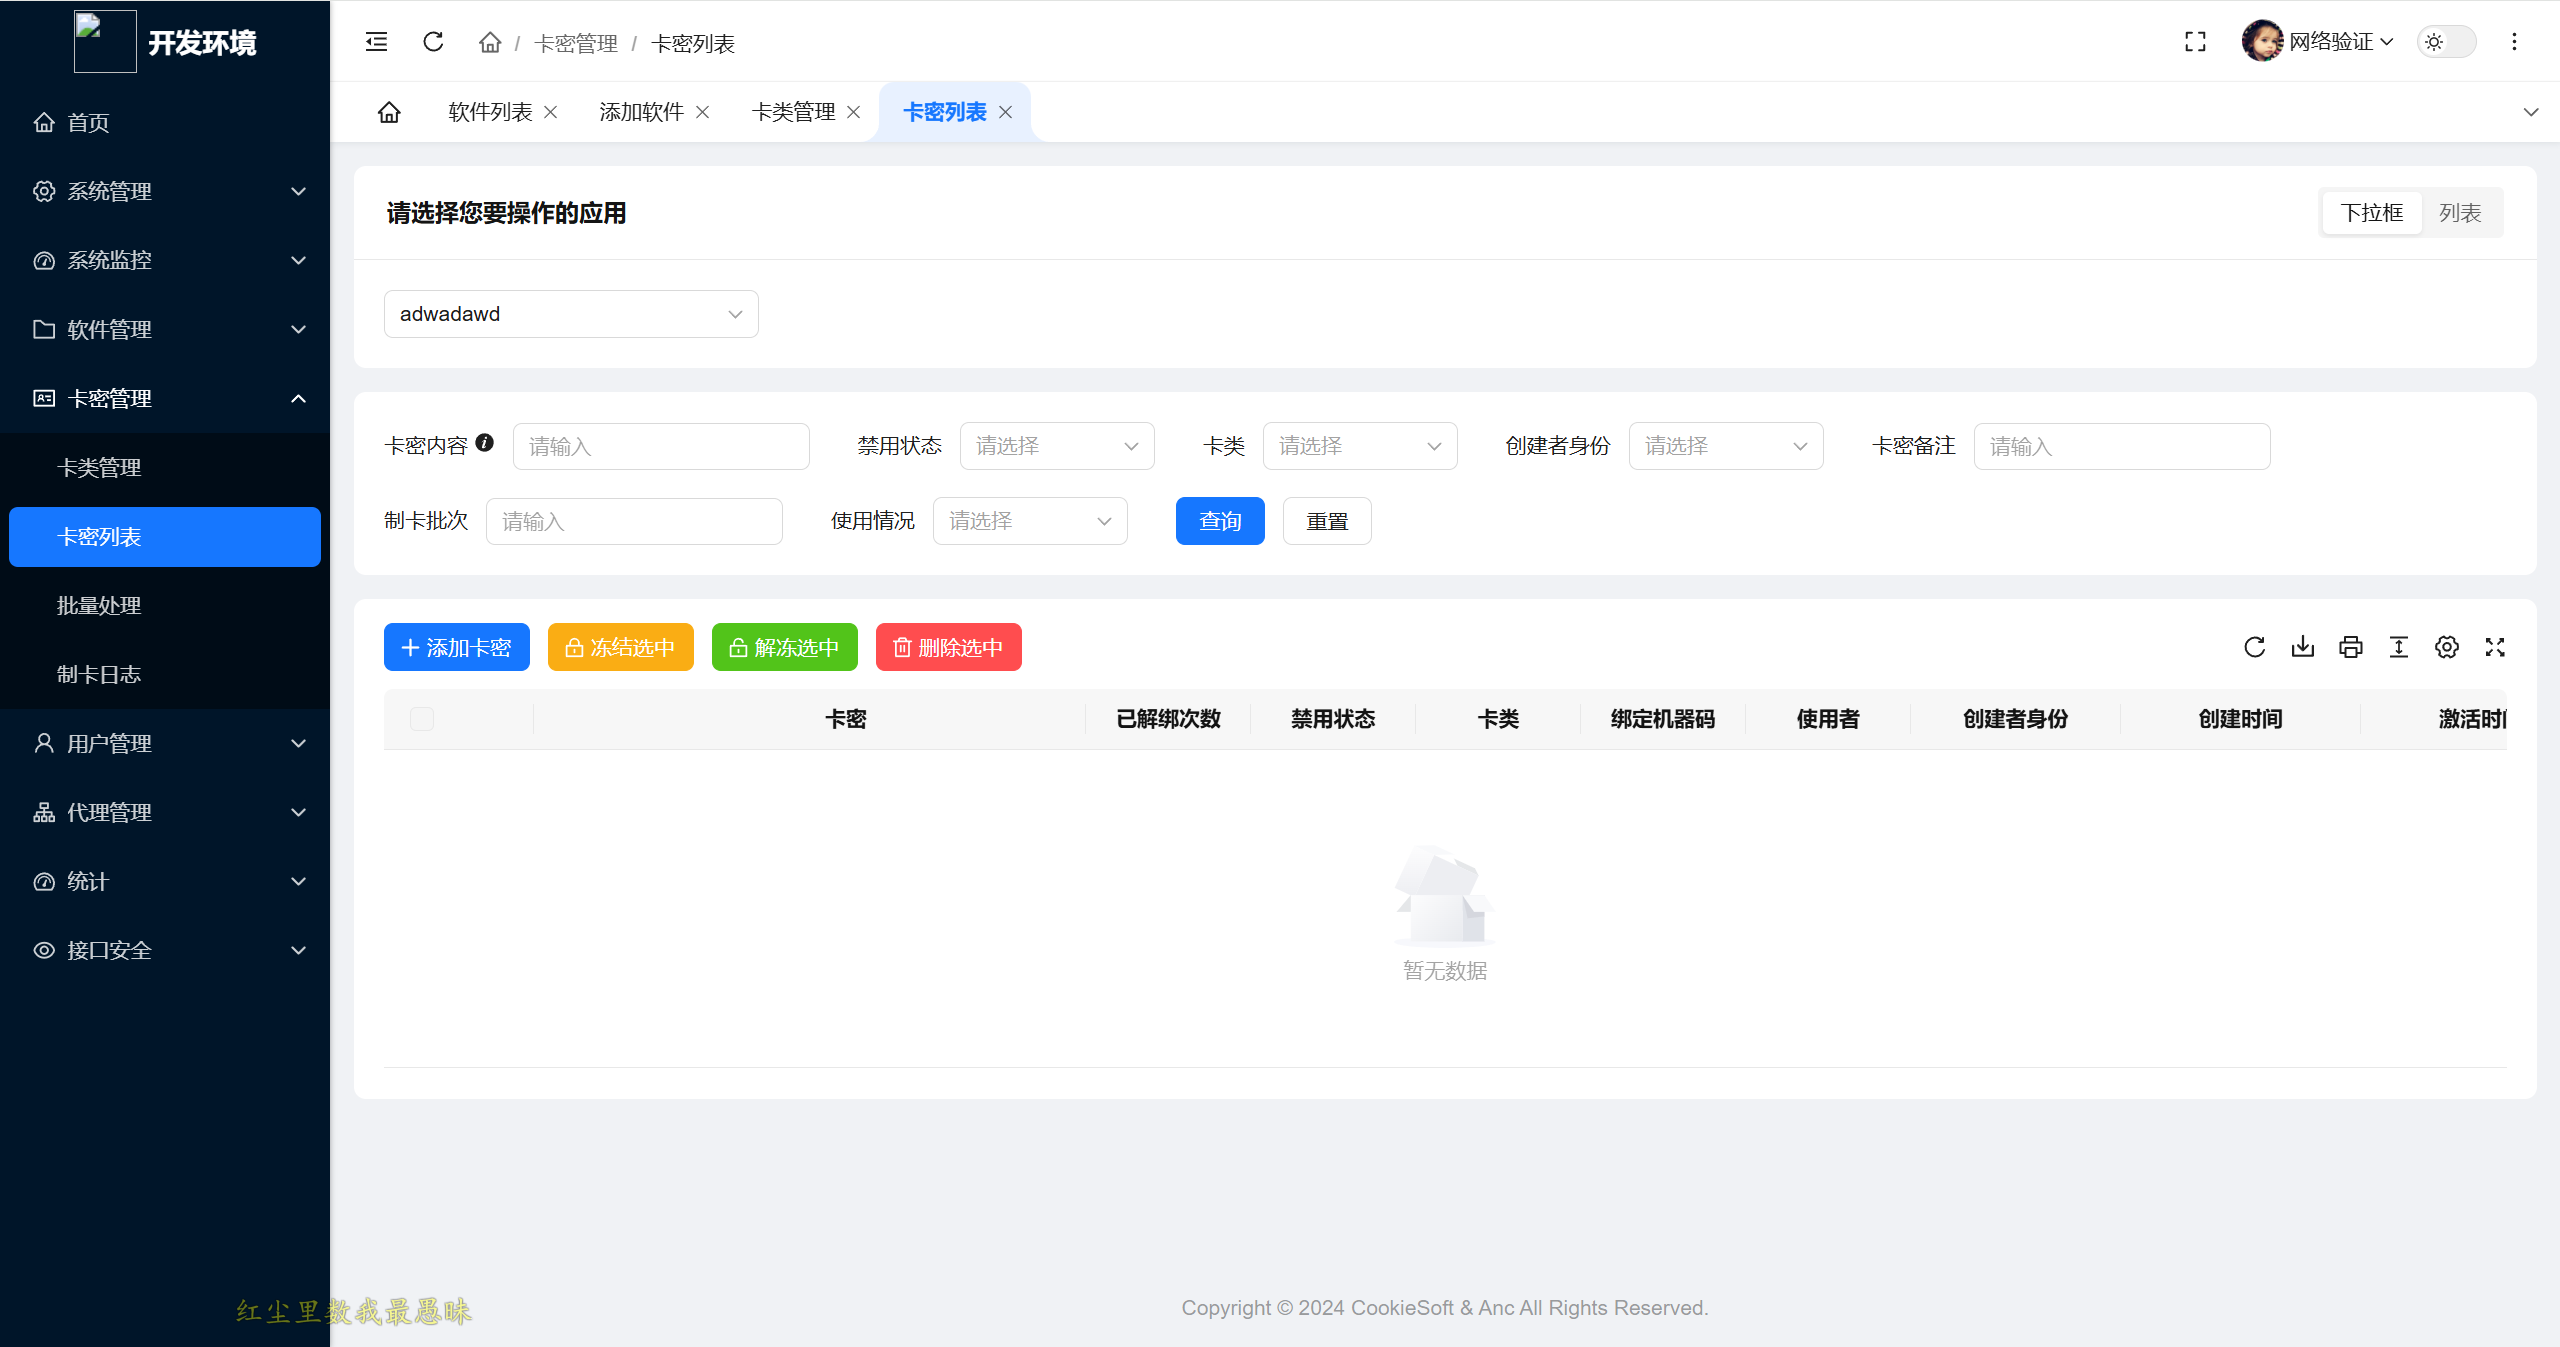 开发环境
首页
系统管理
系统监控
软件管理
卡密管理
卡类管理
卡密列表
批量处理
制卡日志
用户管理
代理管理
统计
接口安全
/ 卡密管理 / 卡密列表
网络验证
软件列表 添加软件 卡类管理 卡密列表
请选择您要操作的应用
下拉框 列表
adwadawd
卡密内容 请输入 禁用状态 请选择 卡类 请选择 创建者身份 请选择 卡密备注 请输入
制卡批次 请输入 使用情况 请选择 查询 重置
添加卡密 冻结选中 解冻选中 删除选中
卡密 已解绑次数 禁用状态 卡类 绑定机器码 使用者 创建者身份 创建时间 激活时
暂无数据
Copyright © 2024 CookieSoft & Anc All Rights Reserved.
红尘里数我最愚昧